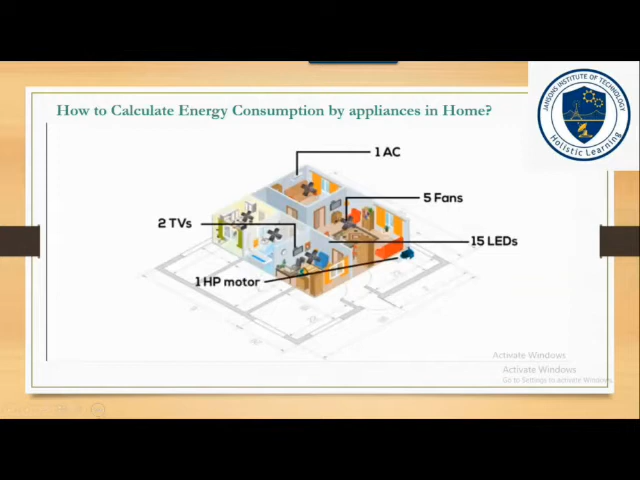 JANSONS INSTITUTE OF TECHNOLOGY
Holistic Learning
How to Calculate Energy Consumption by appliances in Home?
1 AC
5 Fans
2 TVs
15 LEDs
1 HP motor
Activate Windows
Activate Windows
Go to Settings to activate Windows.